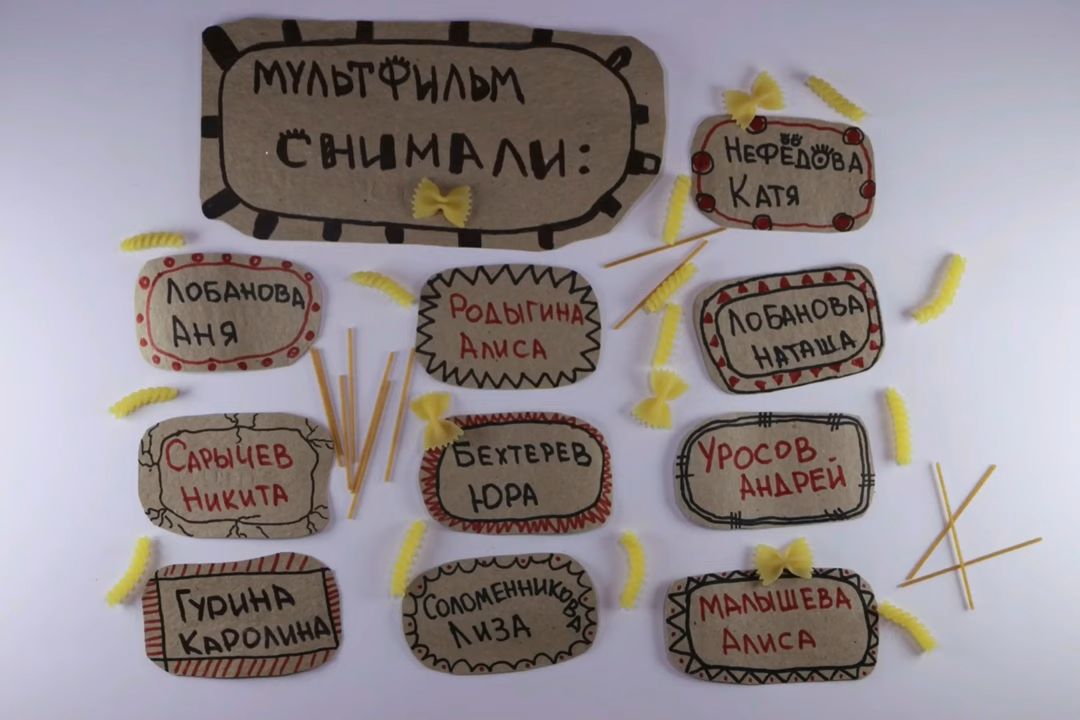 МУЛЬТФИЛЬМ
СНИМАЛИ:
НЕФЁДОВА
КАТЯ
ЛОБАНОВА
АНЯ
РОДЫГИНА
АЛИСА
ЛОБАНОВА
НАТАША
САРЫЧЕВ
НИКИТА
БЕХТЕРЕВ
ЮРА
УРОСОВ
АНДРЕЙ
ГУРИНА
КАРОЛИНА
СОЛОМЕННИКОВА
ЛИЗА
МАЛЫШЕВА
АЛИСА